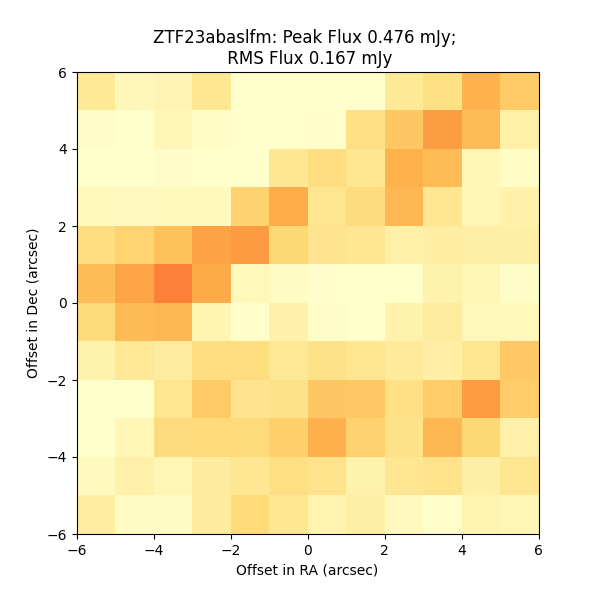 ZTF23abaslfm: Peak Flux 0.476 mJy;
RMS Flux 0.167 mJy
6
4
2
0
−2
−4
−6
Offset in Dec (arcsec)
−6 −4 −2 0 2 4 6
Offset in RA (arcsec)